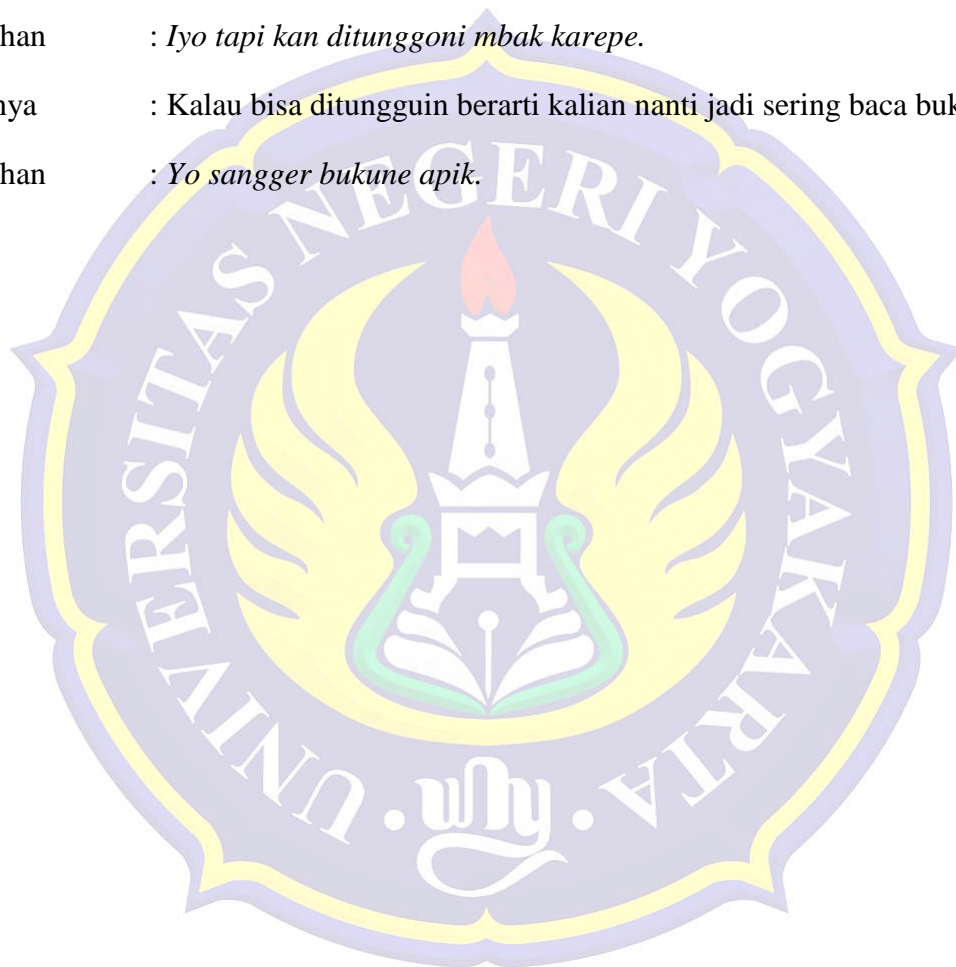 han : Iyo tapi kan ditunggoni mbak karepe.
nya : Kalau bisa ditungguin berarti kalian nanti jadi sering baca buk
han : Yo sangger bukune apik.
UNIVERSITAS NEGERI YOGYAKARTA
uny